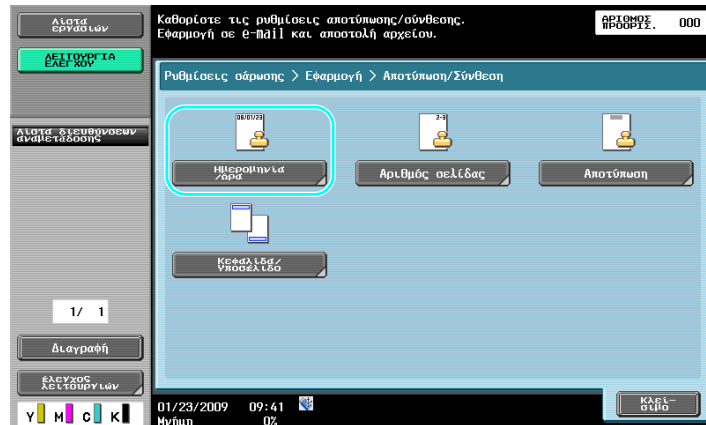 Λίστα
εργασιών
Καθορίστε τις ρυθμίσεις αποτύπωσης/σύνθεσης.
Εφαρμογή σε e-mail και αποστολή αρχείου.
ΑΡΙΘΜΟΣ
ΠΡΟΟΡΙΣ.
000
ΛΕΙΤΟΥΡΓΙΑ
ΕΛΕΓΧΟΥ
Ρυθμίσεις σάρωσης > Εφαρμογή > Αποτύπωση/Σύνθεση
Λίστα διευθύνσεων
αναμετάδοσης
08/01/23
2-3
Ημερομηνία
/ώρα
Αριθμός σελίδας
Αποτύπωση
Κεφαλίδα/
Υποσέλιδο
1/ 1
Διαγραφή
έλεγχος
λειτουργιών
Κλεί-
σιμο
Y M C K
01/23/2009 09:41
Μνήμη 0%